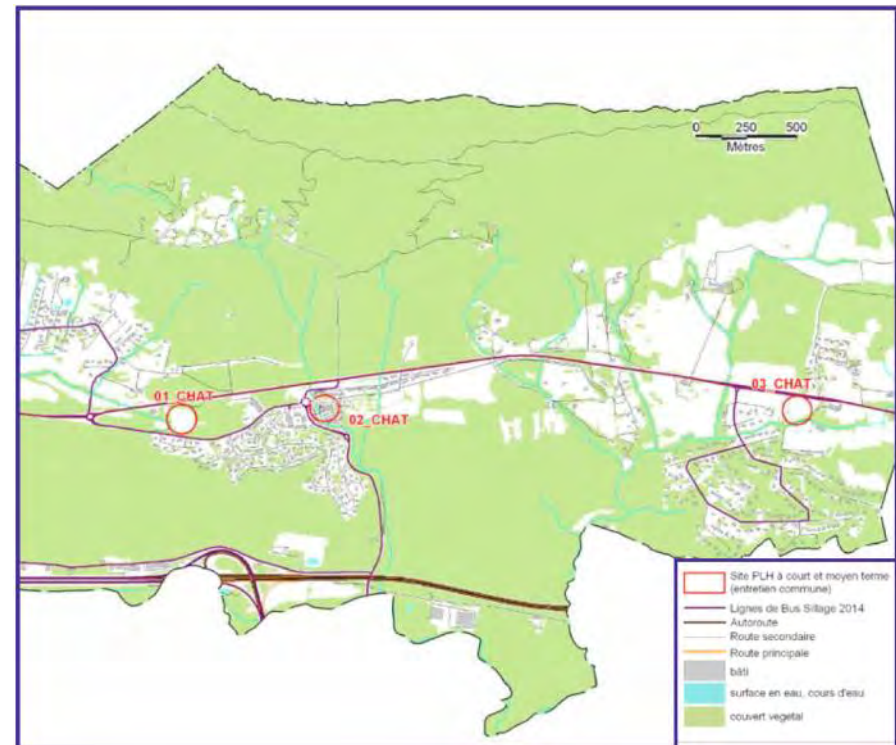 0 250 500
Mètres
01_CHAT
02_CHAT
03_CHAT
Site PLH à court et moyen terme
(entretien commune)
Lignes de Bus Sillage 2014
Autoroute
Route secondaire
Route principale
bâti
surface en eau, cours d'eau
couvert vegetal